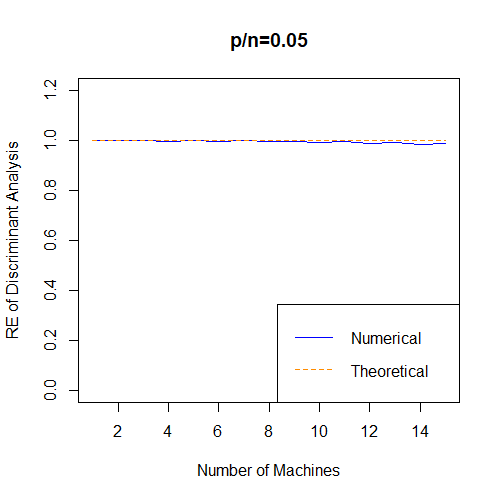 p/n=0.05
RE of Discriminant Analysis
1.2
1.0
0.8
0.6
0.4
0.2
0.0
Numerical
Theoretical
2 4 6 8 10 12 14
Number of Machines